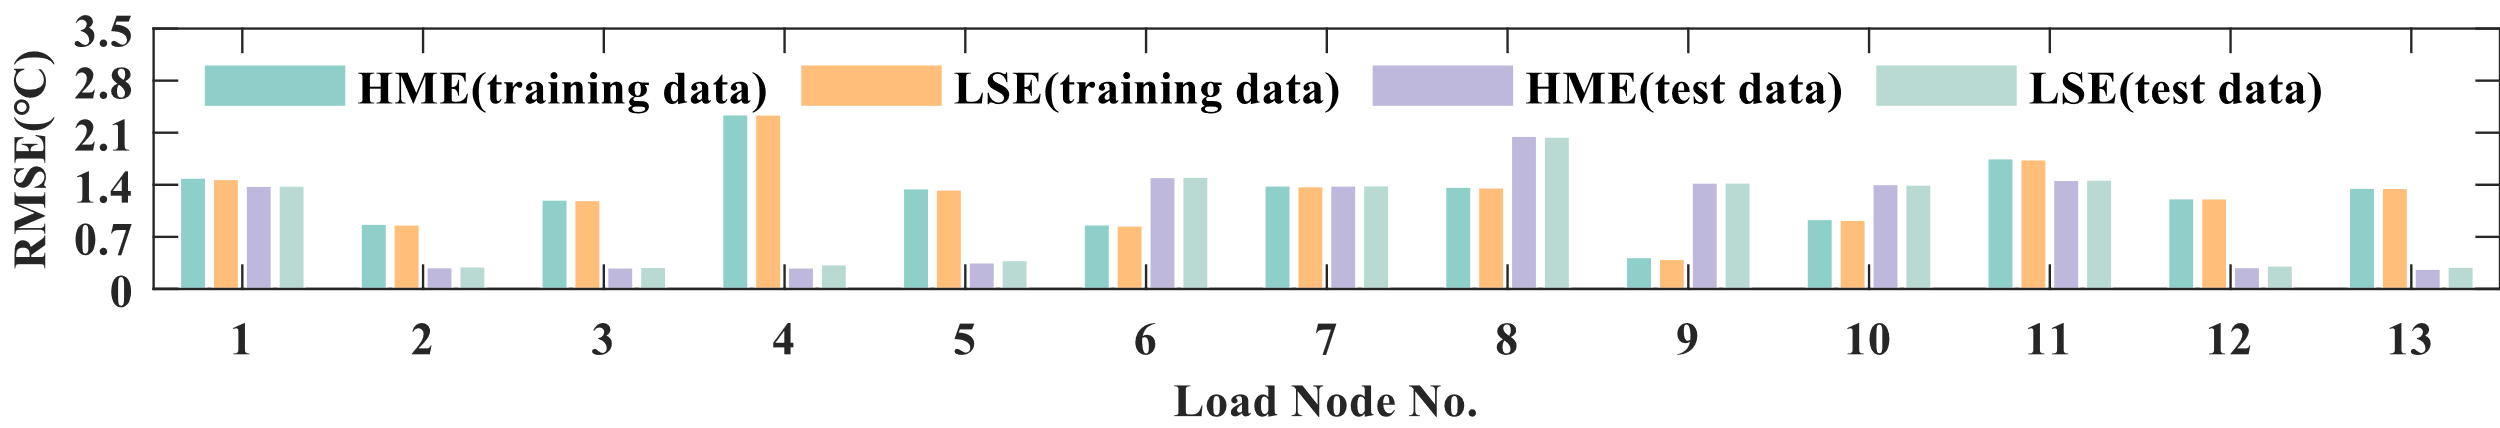 3.5
2.8
2.1
1.4
0.7
0
RMSE(Q)
HME(training data) LSE(training data) HME(test data) LSE(test data)
1 2 3 4 5 6 7 8 9 10 11 12 13
Load Node No.